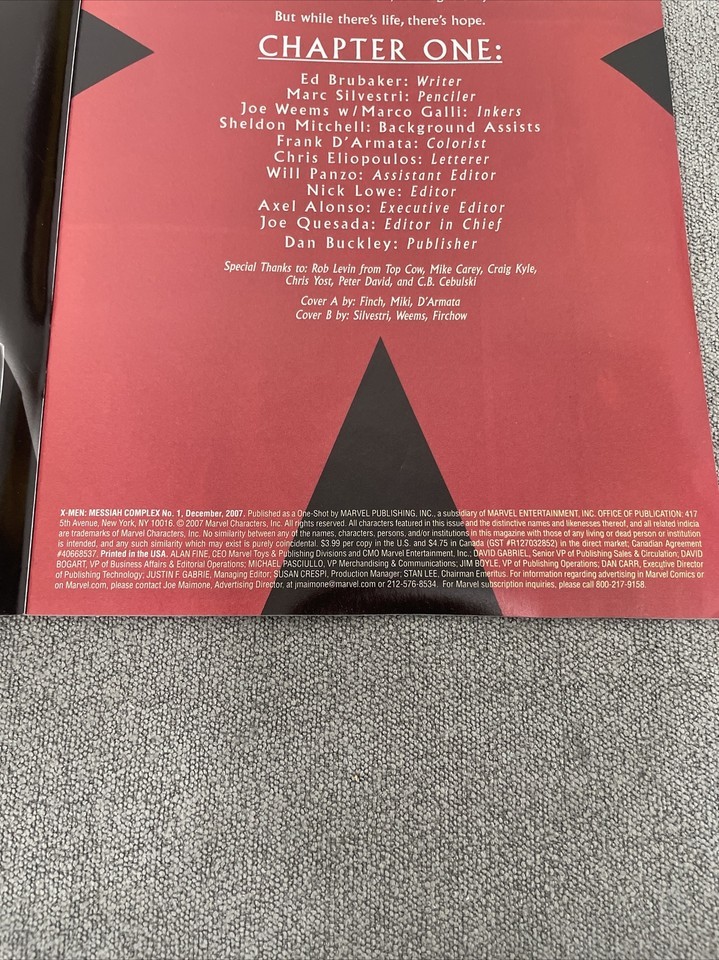 But while there's life, there's hope.
CHAPTER ONE:
Ed Brubaker: Writer
Marc Silvestri: Penciler
Joe Weems w/Marco Galli: Inkers
Sheldon Mitchell: Background Assists
Frank D'Armata: Colorist
Chris Eliopoulos: Letterer
Will Panzo: Assistant Editor
Nick Lowe: Editor
Axel Alonso: Executive Editor
Joe Quesada: Editor in Chief
Dan Buckley: Publisher
Special Thanks to: Rob Levin from Top Cow, Mike Carey, Craig Kyle,
Chris Yost, Peter David, and C.B. Cebulski
Cover A by: Finch, Miki, D'Armata
Cover B by: Silvestri, Weems, Firchow
X-MEN: MESSIAH COMPLEX No. 1, December, 2007. Published as a One-Shot by MARVEL PUBLISHING, INC., a subsidiary of MARVEL ENTERTAINMENT, INC. OFFICE OF PUBLICATION: 417
5th Avenue, New York, NY 10016. © 2007 Marvel Characters, Inc. All rights reserved. All characters featured in this issue and the distinctive names and likenesses thereof, and all related indicia
are trademarks of Marvel Characters, Inc. No similarity between any of the names, characters, persons, and/or institutions in this magazine with those of any living or dead person or institution
is intended, and any such similarity which may exist is purely coincidental. $3.99 per copy in the U.S. and $4.75 in Canada (GST #R127032852) in the direct market; Canadian Agreement
#40668537. Printed in the USA. ALAN FINE, CEO Marvel Toys & Publishing Divisions and CMO Marvel Entertainment, Inc.; DAVID GABRIEL, Senior VP of Publishing Sales & Circulation; DAVID
BOGART, VP of Business Affairs & Editorial Operations; MICHAEL PASCIULLO, VP Merchandising & Communications; JIM BOYLE, VP of Publishing Operations; DAN CARR, Executive Director
of Publishing Technology; JUSTIN F. GABRIE, Managing Editor; SUSAN CRESPI, Production Manager; STAN LEE, Chairman Emeritus. For information regarding advertising in Marvel Comics or
on Marvel.com, please contact Joe Maimone, Advertising Director, at jmaimone@marvel.com or 212-576-8534. For Marvel subscription inquiries, please call 800-217-9158.